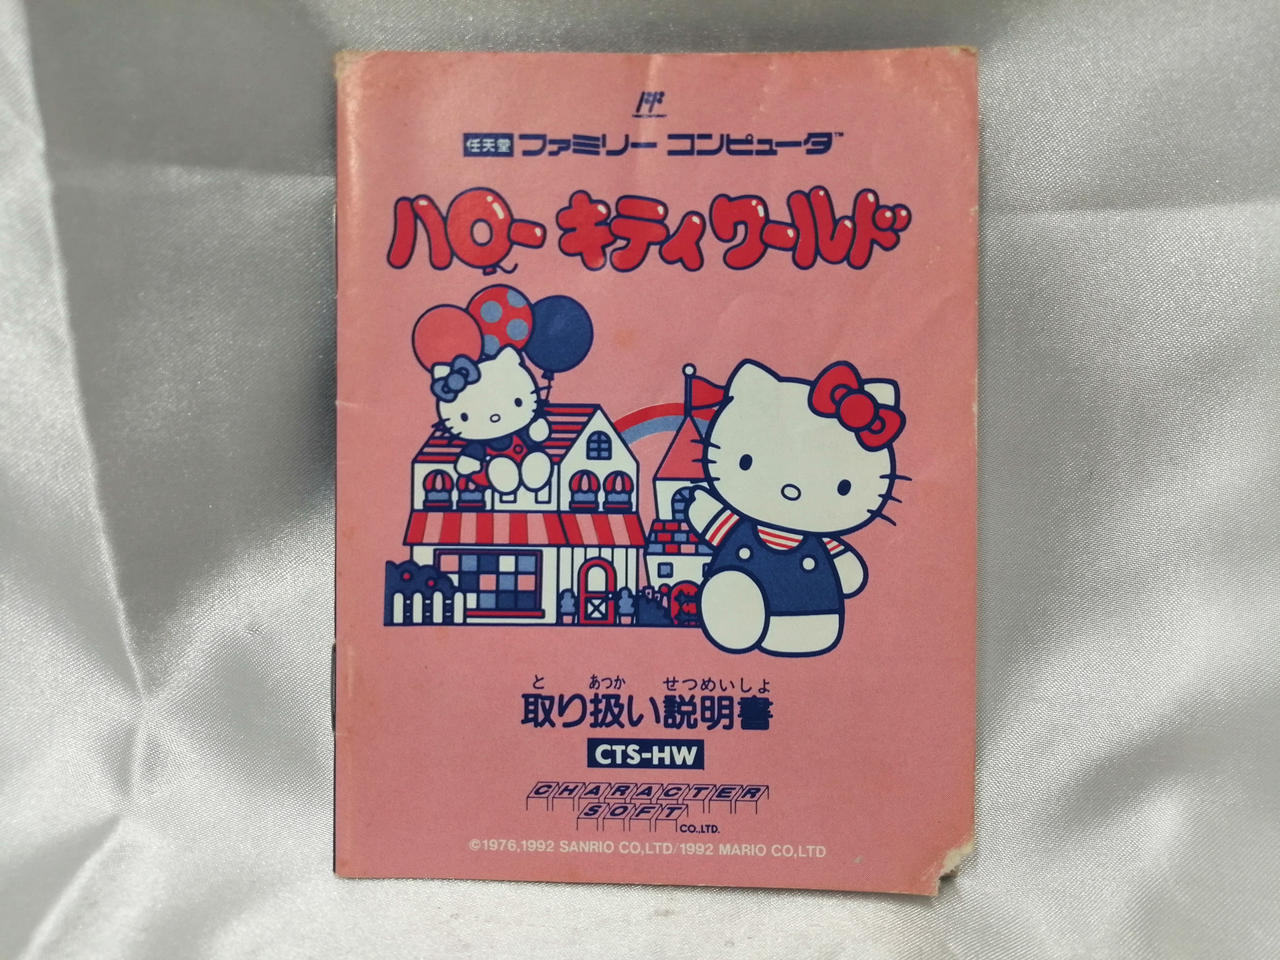 任天堂 ファミリー コンピュータ™
ハローキティワールド
と あつか せつめいしよ
取り扱い説明書
CTS-HW
CHARACTER
SOFT CO.,LTD.
©1976,1992 SANRIO CO,LTD/1992 MARIO CO,LTD